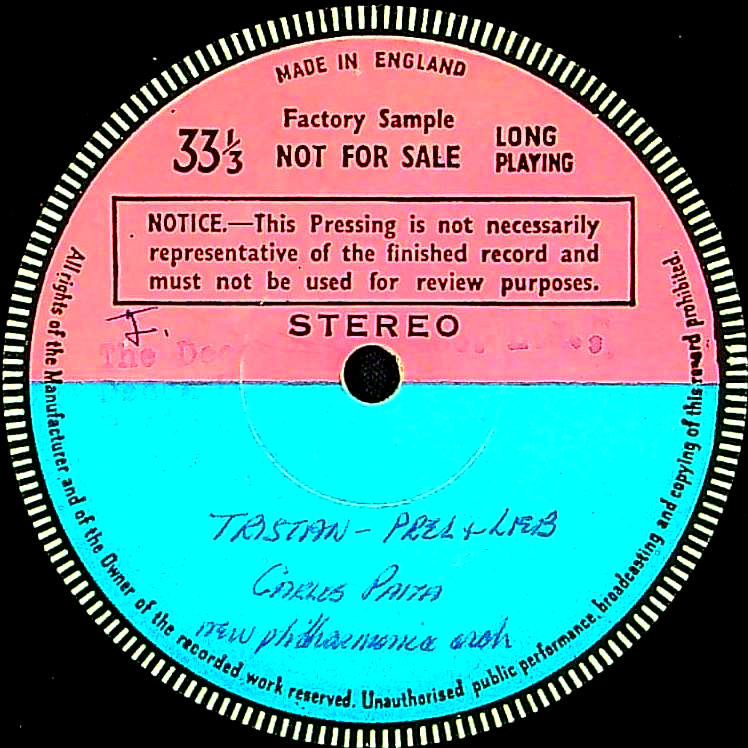 MADE IN ENGLAND
Factory Sample
33⅓ NOT FOR SALE LONG PLAYING
NOTICE.—This Pressing is not necessarily
representative of the finished record and
must not be used for review purposes.
STEREO
I.
The
TRISTAN - PREL & LIEB
CARLOS PAITA
new philharmonia orch
All rights of the Manufacturer and of the Owner of the recorded work reserved. Unauthorised public performance, broadcasting and copying of this record prohibited.